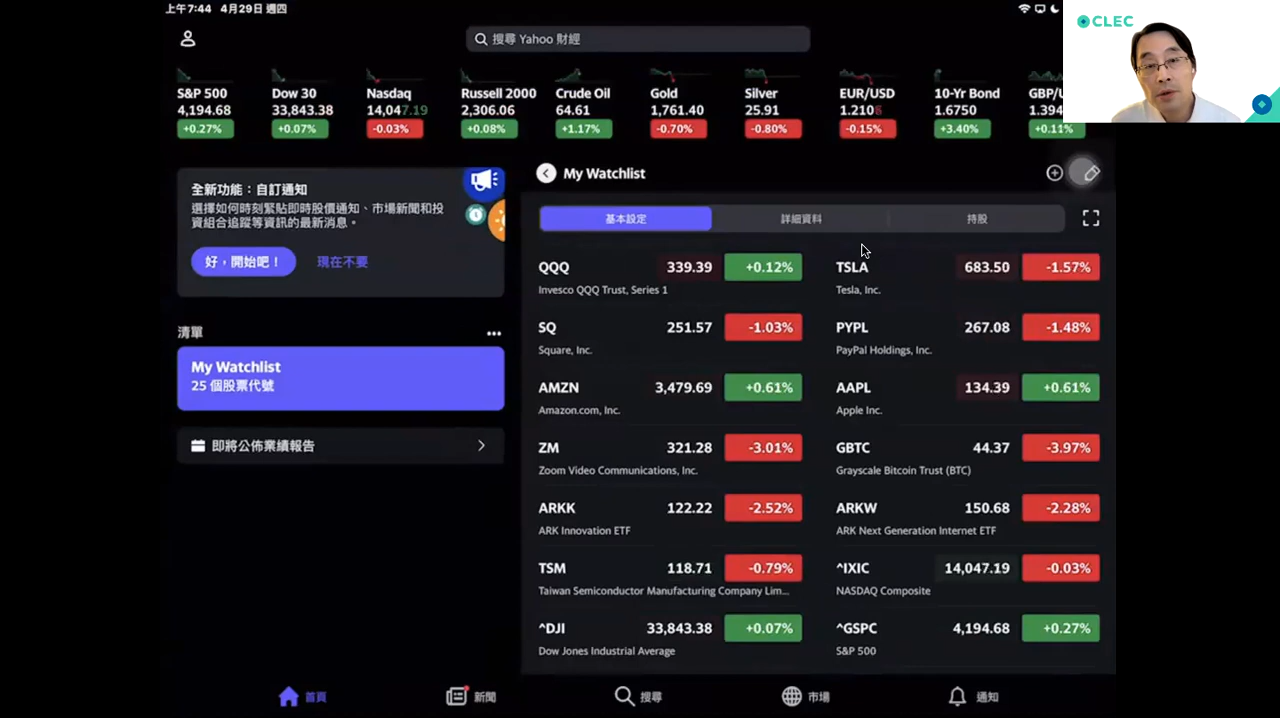 上午7:44 4月29日 週四
CLEC
搜尋 Yahoo 財經
S&P 500
4,194.68
+0.27%
Dow 30
33,843.38
+0.07%
Nasdaq
14,047.19
-0.03%
Russell 2000
2,306.06
+0.08%
Crude Oil
64.61
+1.17%
Gold
1,761.40
-0.70%
Silver
25.91
-0.80%
EUR/USD
1.2108
-0.15%
10-Yr Bond
1.6750
+3.40%
GBP/U
1.394
+0.11%
全新功能：自訂通知
選擇如何時刻緊貼即時股價通知、市場新聞和投
資組合追蹤等資訊的最新消息。
好，開始吧！ 現在不要
清單
My Watchlist
25 個股票代號
即將公佈業績報告
My Watchlist
基本設定 詳細資料 持股
QQQ 339.39 +0.12%
Invesco QQQ Trust, Series 1
TSLA 683.50 -1.57%
Tesla, Inc.
SQ 251.57 -1.03%
Square, Inc.
PYPL 267.08 -1.48%
PayPal Holdings, Inc.
AMZN 3,479.69 +0.61%
Amazon.com, Inc.
AAPL 134.39 +0.61%
Apple Inc.
ZM 321.28 -3.01%
Zoom Video Communications, Inc.
GBTC 44.37 -3.97%
Grayscale Bitcoin Trust (BTC)
ARKK 122.22 -2.52%
ARK Innovation ETF
ARKW 150.68 -2.28%
ARK Next Generation Internet ETF
TSM 118.71 -0.79%
Taiwan Semiconductor Manufacturing Company Lim...
^IXIC 14,047.19 -0.03%
NASDAQ Composite
^DJI 33,843.38 +0.07%
Dow Jones Industrial Average
^GSPC 4,194.68 +0.27%
S&P 500
首頁 新聞 搜尋 市場 通知